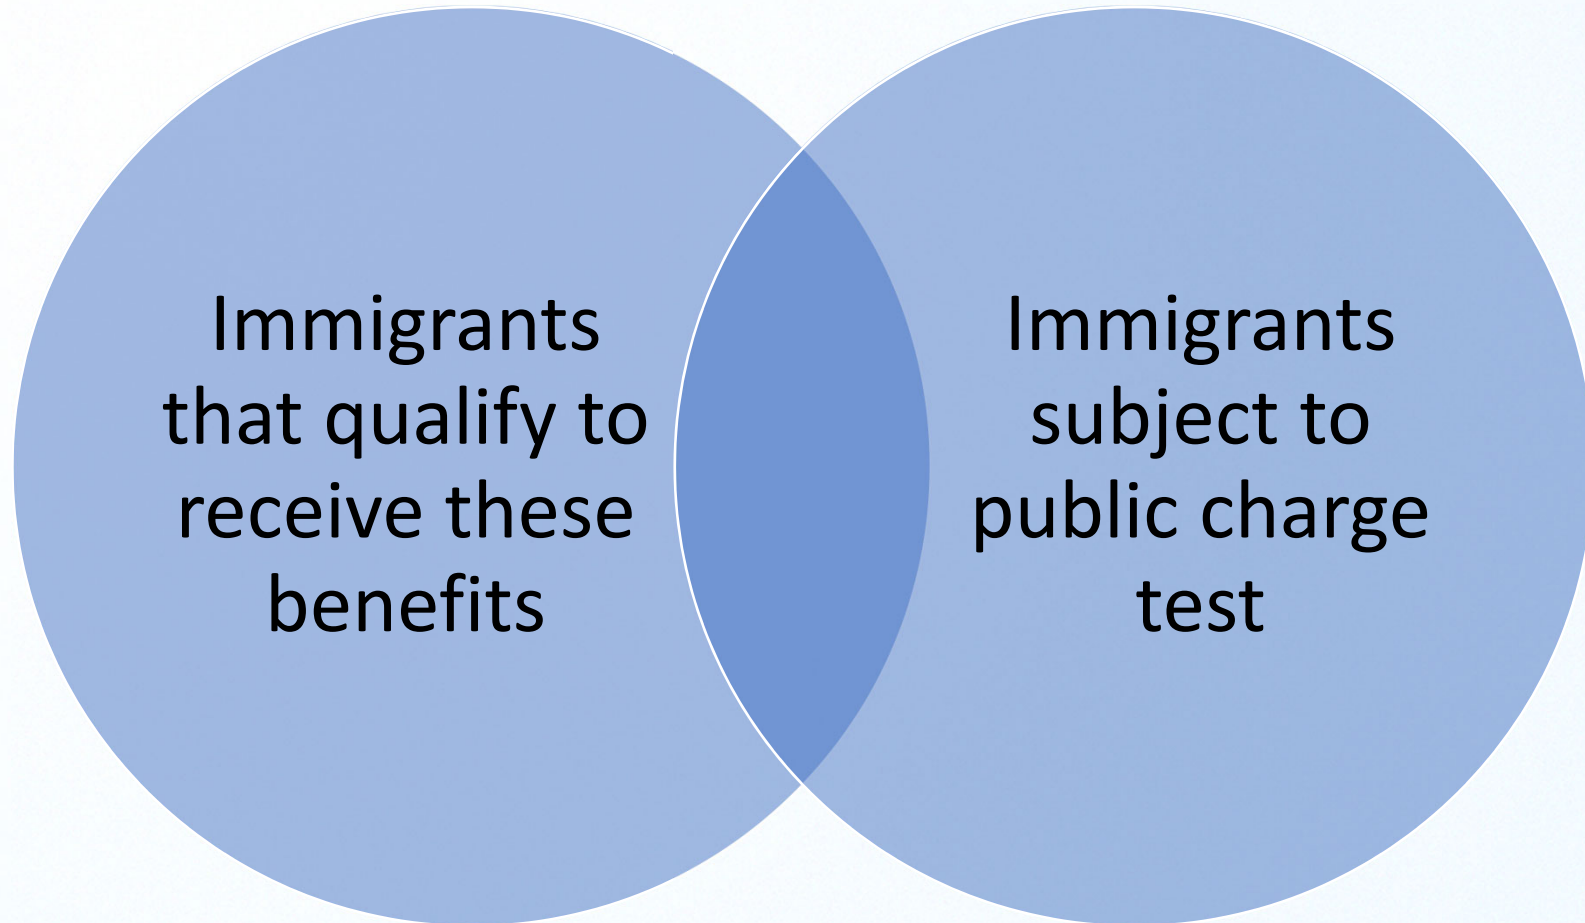 Immigrants
that qualify to
receive these
benefits
Immigrants
subject to
public charge
test